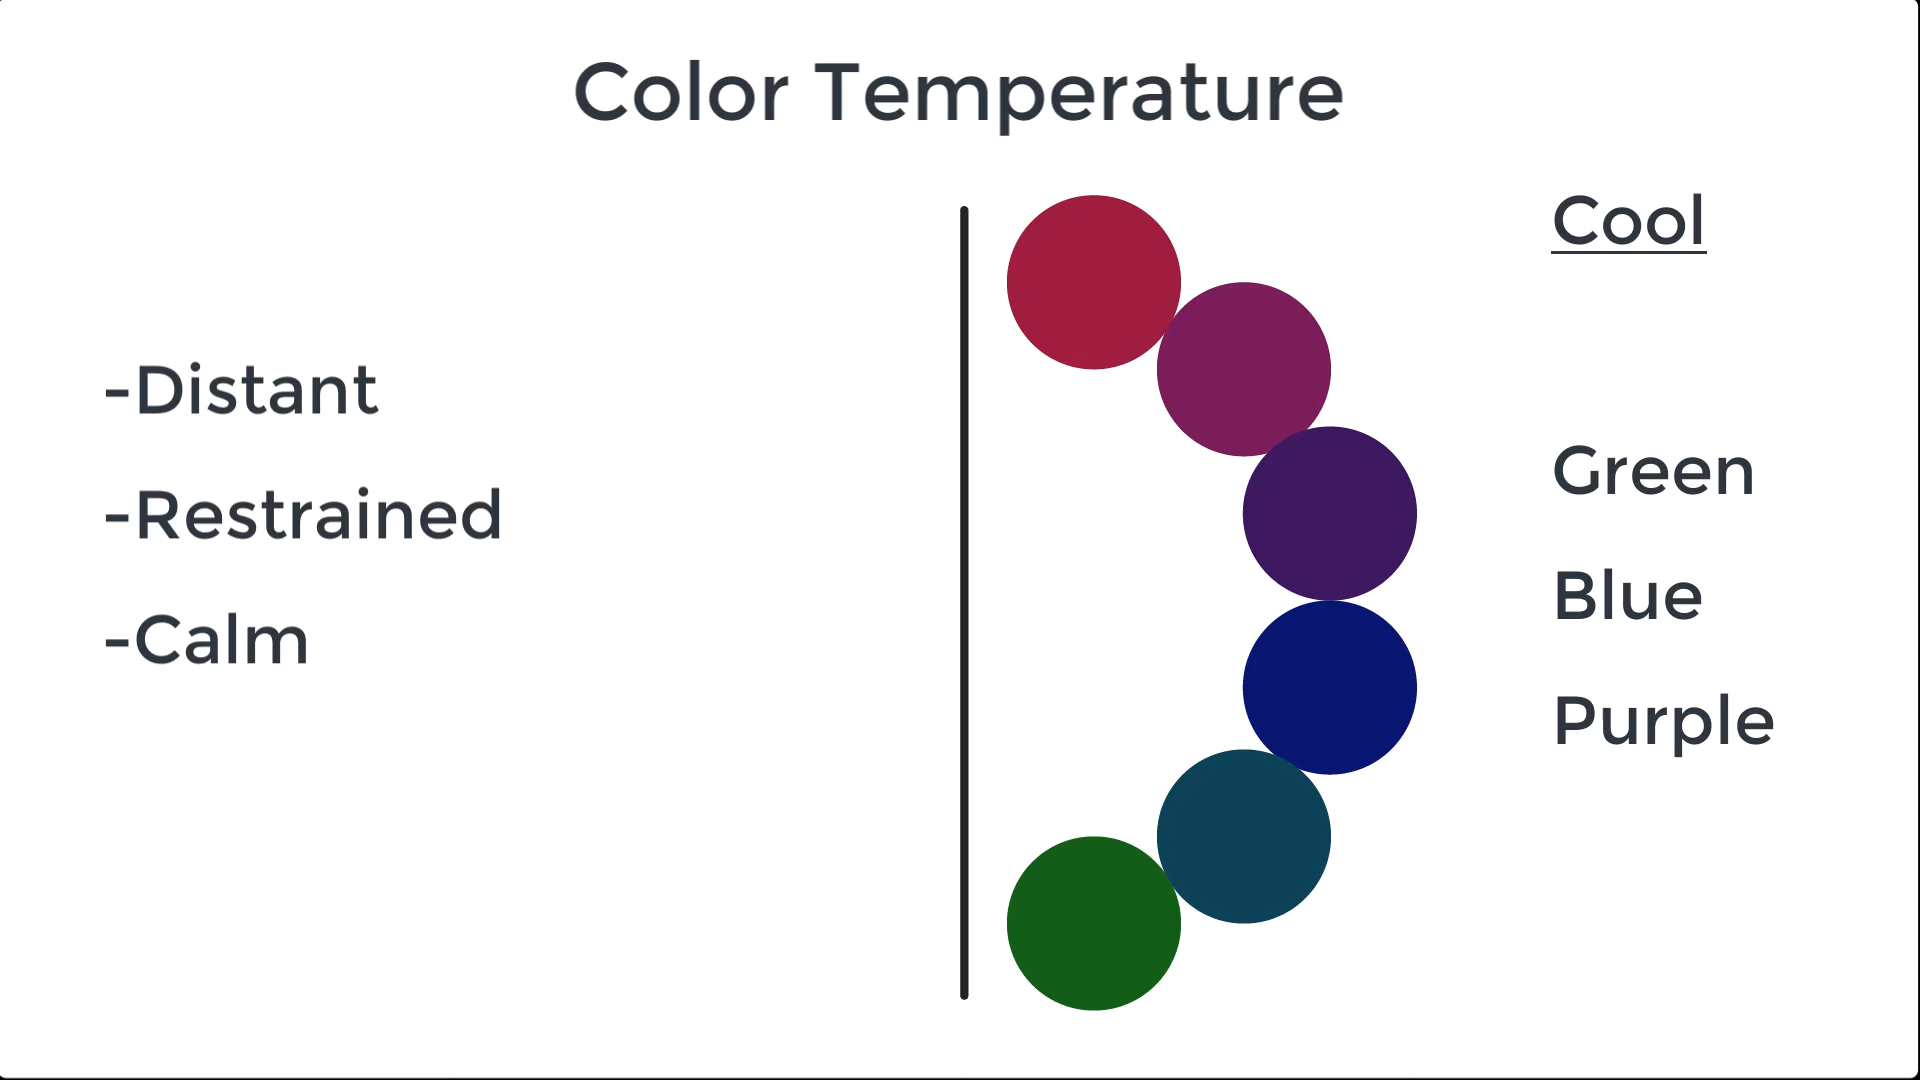 Color Temperature
-Distant
-Restrained
-Calm
Cool
Green
Blue
Purple